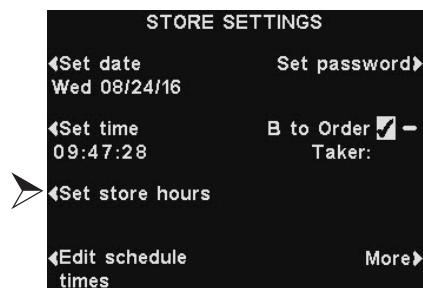 STORE SETTINGS
Set date
Wed 08/24/16
Set password
Set time
09:47:28
B to Order
Taker:
Set store hours
Edit schedule
times
More